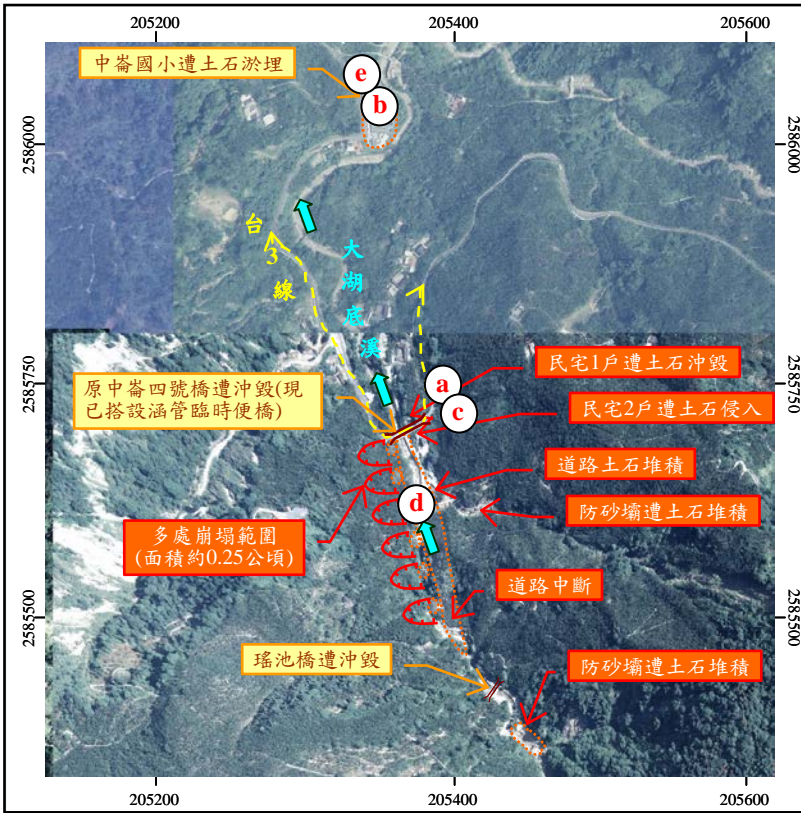 205200
205400
205600
中崙國小遭土石淤埋
e
b
2586000
2586000
台
3
線
大
湖
底
溪
2585750
2585750
民宅1戶遭土石沖毀
a
原中崙四號橋遭沖毀(現
已搭設涵管臨時便橋)
c
民宅2戶遭土石侵入
道路土石堆積
d
防砂壩遭土石堆積
多處崩塌範圍
(面積約0.25公頃)
道路中斷
2585500
2585500
瑤池橋遭沖毀
防砂壩遭土石堆積
205200
205400
205600